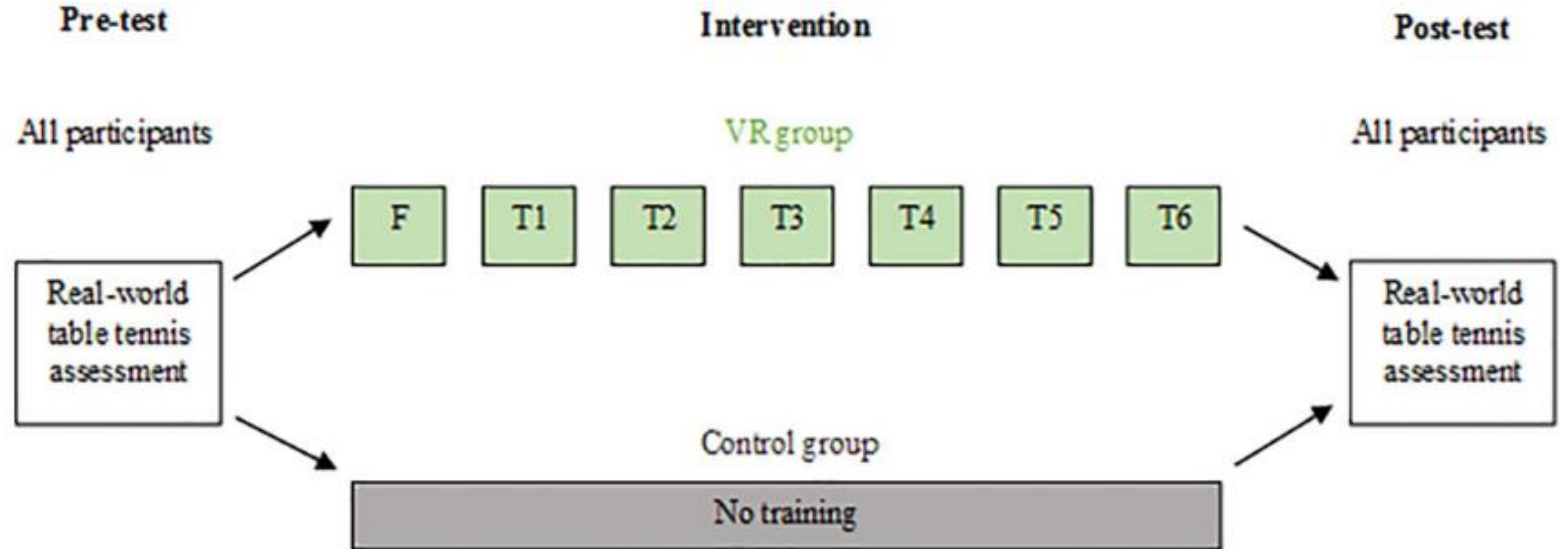 Pre-test
Intervention
Post-test
All participants
VR group
All participants
F
T1
T2
T3
T4
T5
T6
Real-world
table tennis
assessment
Real-world
table tennis
assessment
Control group
No training